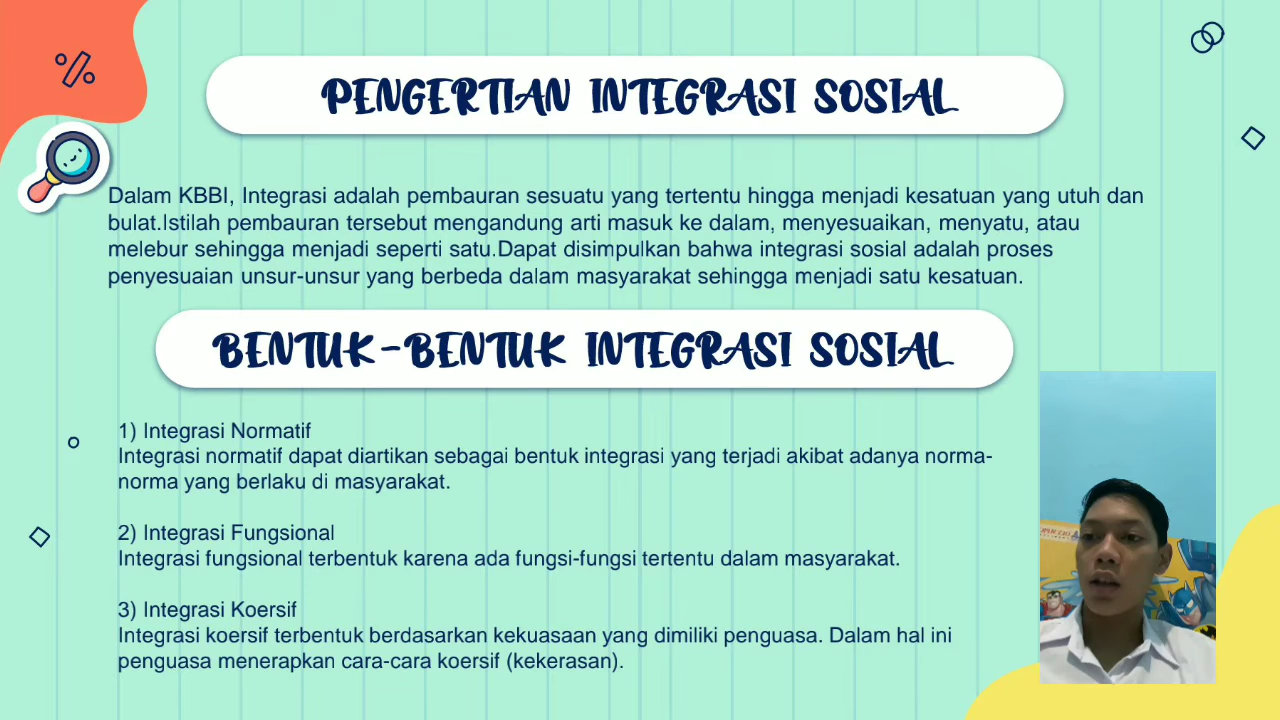 PENGERTIAN INTEGRASI SOSIAL
Dalam KBBI, Integrasi adalah pembauran sesuatu yang tertentu hingga menjadi kesatuan yang utuh dan
bulat.Istilah pembauran tersebut mengandung arti masuk ke dalam, menyesuaikan, menyatu, atau
melebur sehingga menjadi seperti satu.Dapat disimpulkan bahwa integrasi sosial adalah proses
penyesuaian unsur-unsur yang berbeda dalam masyarakat sehingga menjadi satu kesatuan.
BENTUK-BENTUK INTEGRASI SOSIAL
1) Integrasi Normatif
Integrasi normatif dapat diartikan sebagai bentuk integrasi yang terjadi akibat adanya norma-
norma yang berlaku di masyarakat.
2) Integrasi Fungsional
Integrasi fungsional terbentuk karena ada fungsi-fungsi tertentu dalam masyarakat.
3) Integrasi Koersif
Integrasi koersif terbentuk berdasarkan kekuasaan yang dimiliki penguasa. Dalam hal ini
penguasa menerapkan cara-cara koersif (kekerasan).